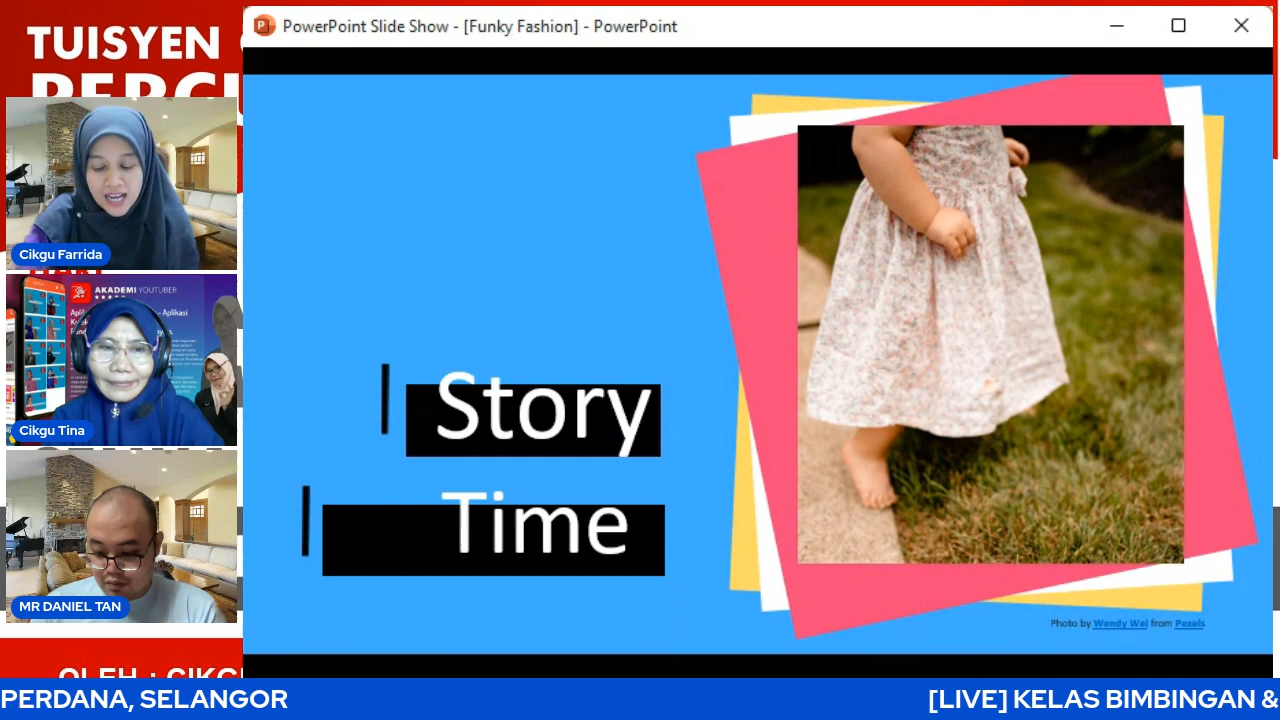 TUISYEN
PowerPoint Slide Show - [Funky Fashion] - PowerPoint
Cikgu Farrida
AKADEMI YOUTUBER
Cikgu Tina
MR DANIEL TAN
Story
Time
Photo by Wendy Wei from Pexels
PERDANA, SELANGOR
[LIVE] KELAS BIMBINGAN &